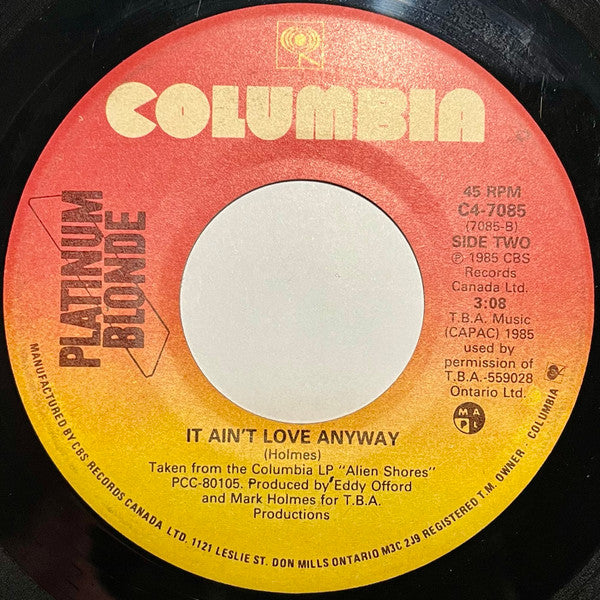 COLUMBIA
PLATINUM
BLONDE
45 RPM
C4-7085
(7085-B)
SIDE TWO
℗ 1985 CBS
Records
Canada Ltd.
3:08
T.B.A. Music
(CAPAC) 1985
used by
permission of
T.B.A.-559028
Ontario Ltd.
M A
P L
IT AIN'T LOVE ANYWAY
(Holmes)
Taken from the Columbia LP "Alien Shores"
PCC-80105. Produced by Eddy Offord
and Mark Holmes for T.B.A.
Productions
MANUFACTURED BY CBS RECORDS CANADA LTD. 1121 LESLIE ST. DON MILLS ONTARIO M3C 2J9 REGISTERED T.M. OWNER - COLUMBIA